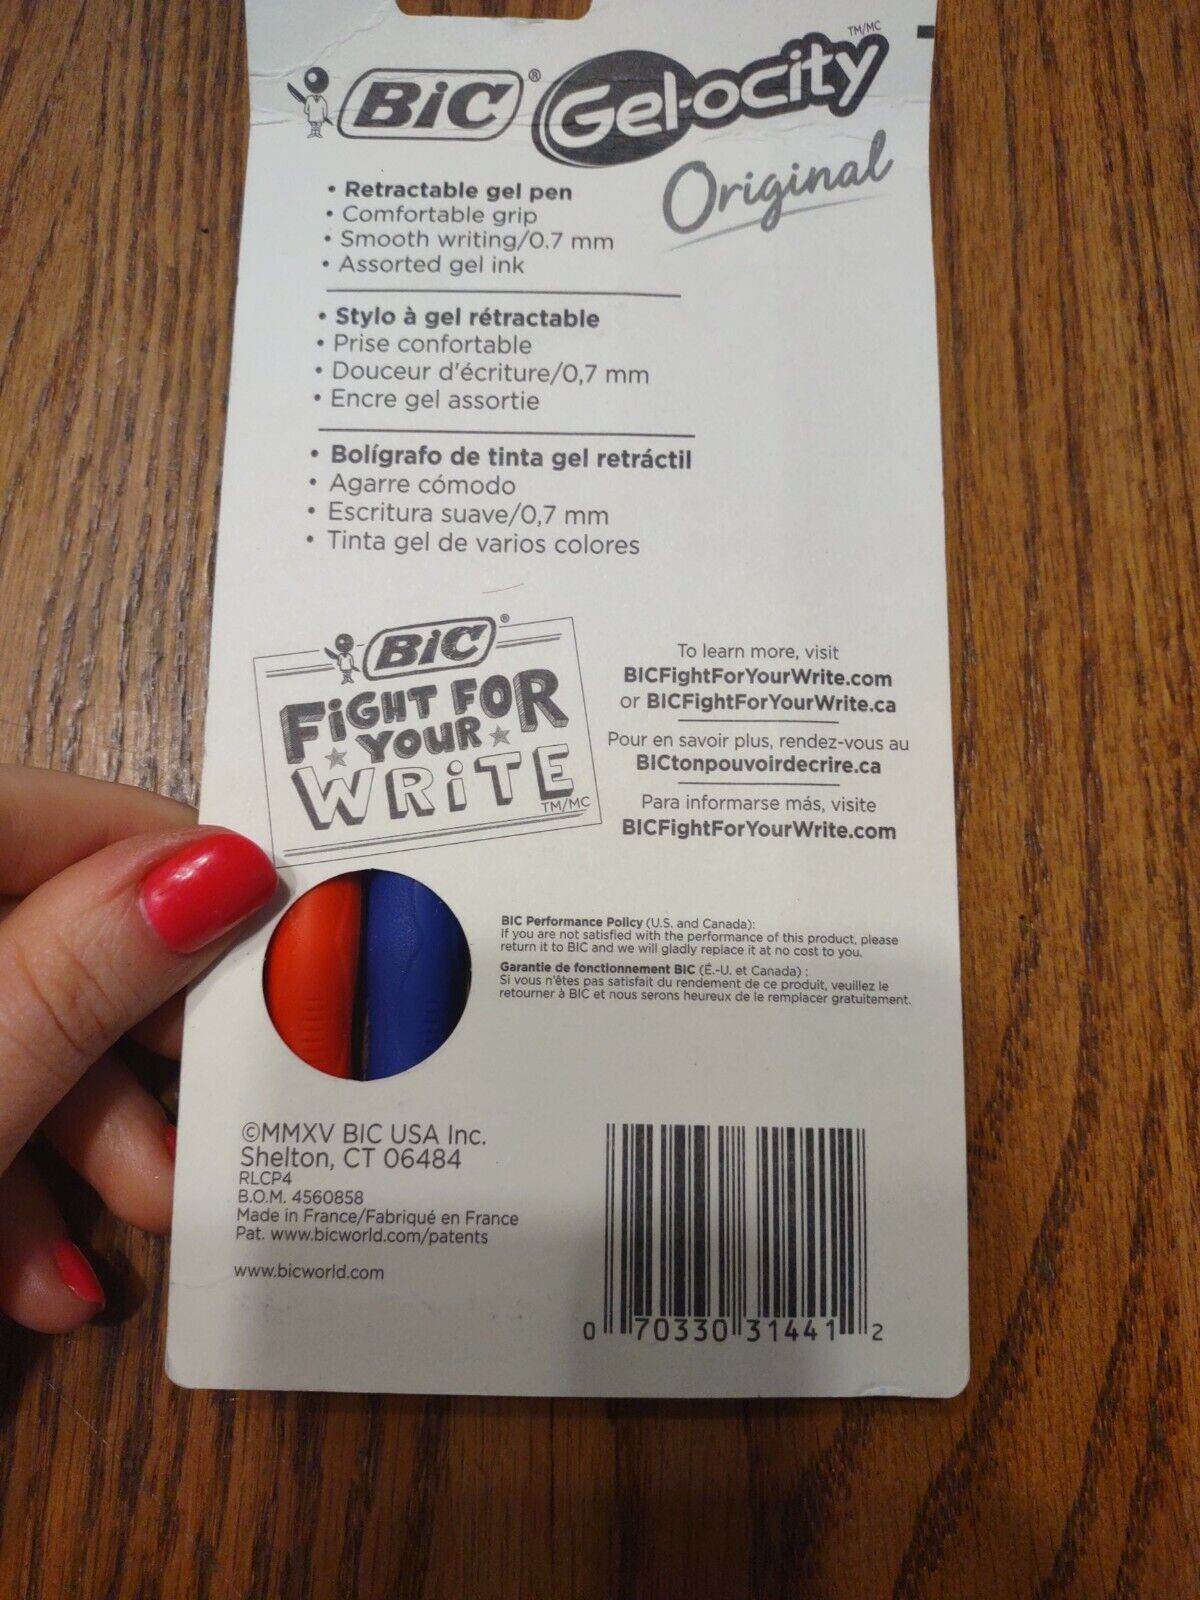 BiC® Gel-ocity TM/MC
Original
• Retractable gel pen
• Comfortable grip
• Smooth writing/0.7 mm
• Assorted gel ink
• Stylo à gel rétractable
• Prise confortable
• Douceur d'écriture/0,7 mm
• Encre gel assortie
• Bolígrafo de tinta gel retráctil
• Agarre cómodo
• Escritura suave/0,7 mm
• Tinta gel de varios colores
BiC®
FiGHT FOR
YOUR
WRiTE TM/MC
To learn more, visit
BICFightForYourWrite.com
or BICFightForYourWrite.ca
Pour en savoir plus, rendez-vous au
BICtonpouvoirdecrire.ca
Para informarse más, visite
BICFightForYourWrite.com
BIC Performance Policy (U.S. and Canada):
If you are not satisfied with the performance of this product, please
return it to BIC and we will gladly replace it at no cost to you.
Garantie de fonctionnement BIC (É.-U. et Canada) :
Si vous n'êtes pas satisfait du rendement de ce produit, veuillez le
retourner à BIC et nous serons heureux de le remplacer gratuitement.
©MMXV BIC USA Inc.
Shelton, CT 06484
RLCP4
B.O.M. 4560858
Made in France/Fabriqué en France
Pat. www.bicworld.com/patents
www.bicworld.com
0 70330 31441 2